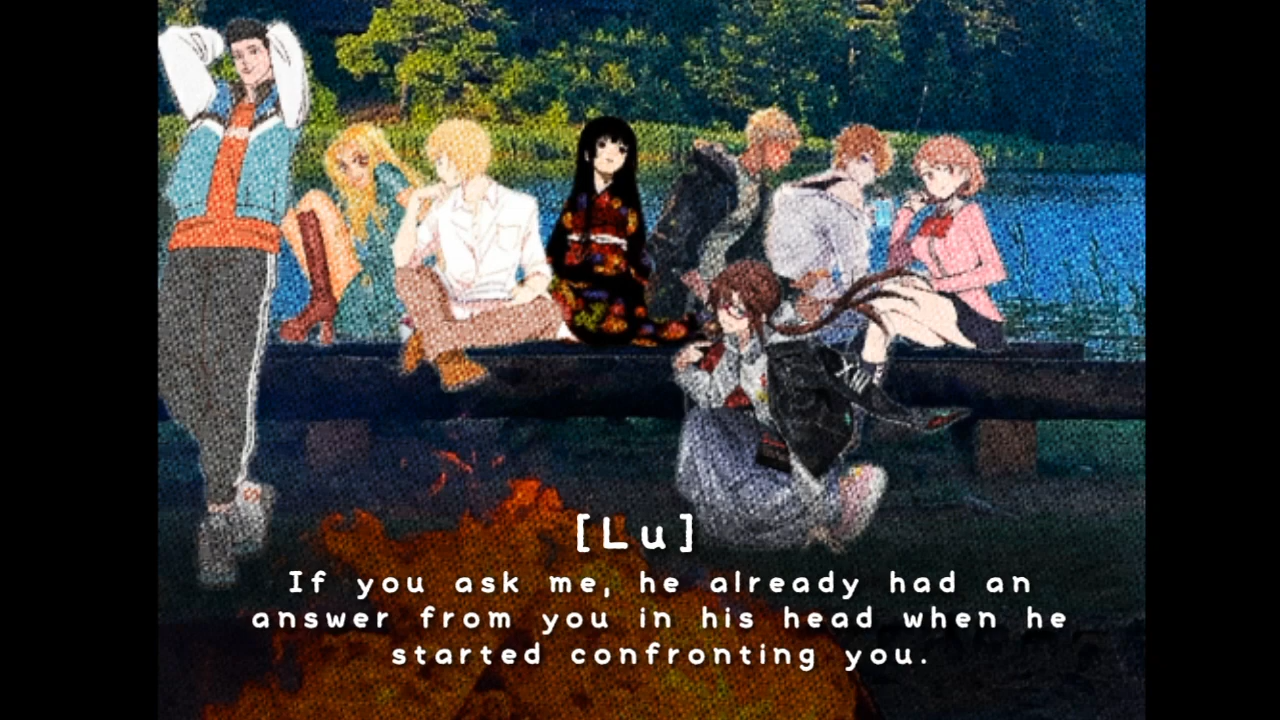 [Lu]
If you ask me, he already had an
answer from you in his head when he
started confronting you.
XIII